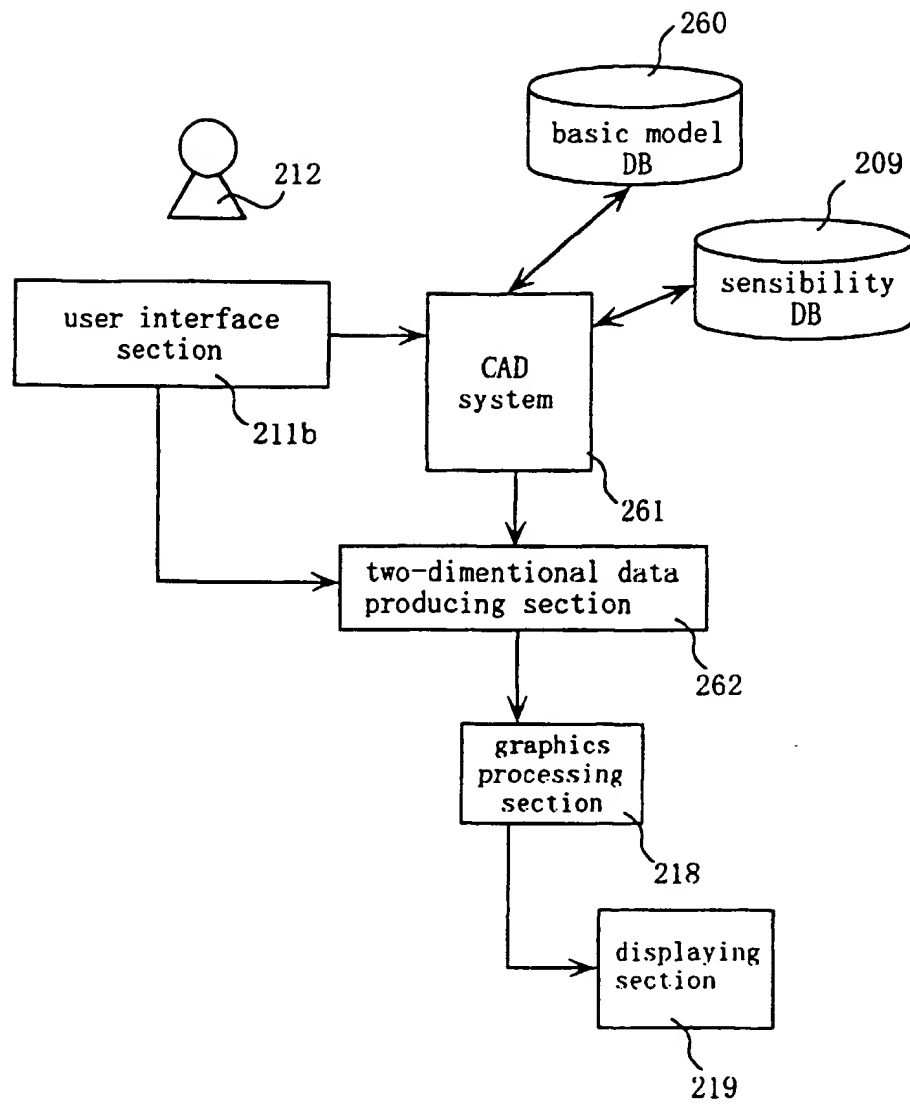 260
basic model
DB
209
212
sensibility
DB
user interface
section
CAD
system
211b
261
two-dimentional data
producing section
262
graphics
processing
section
218
displaying
section
219